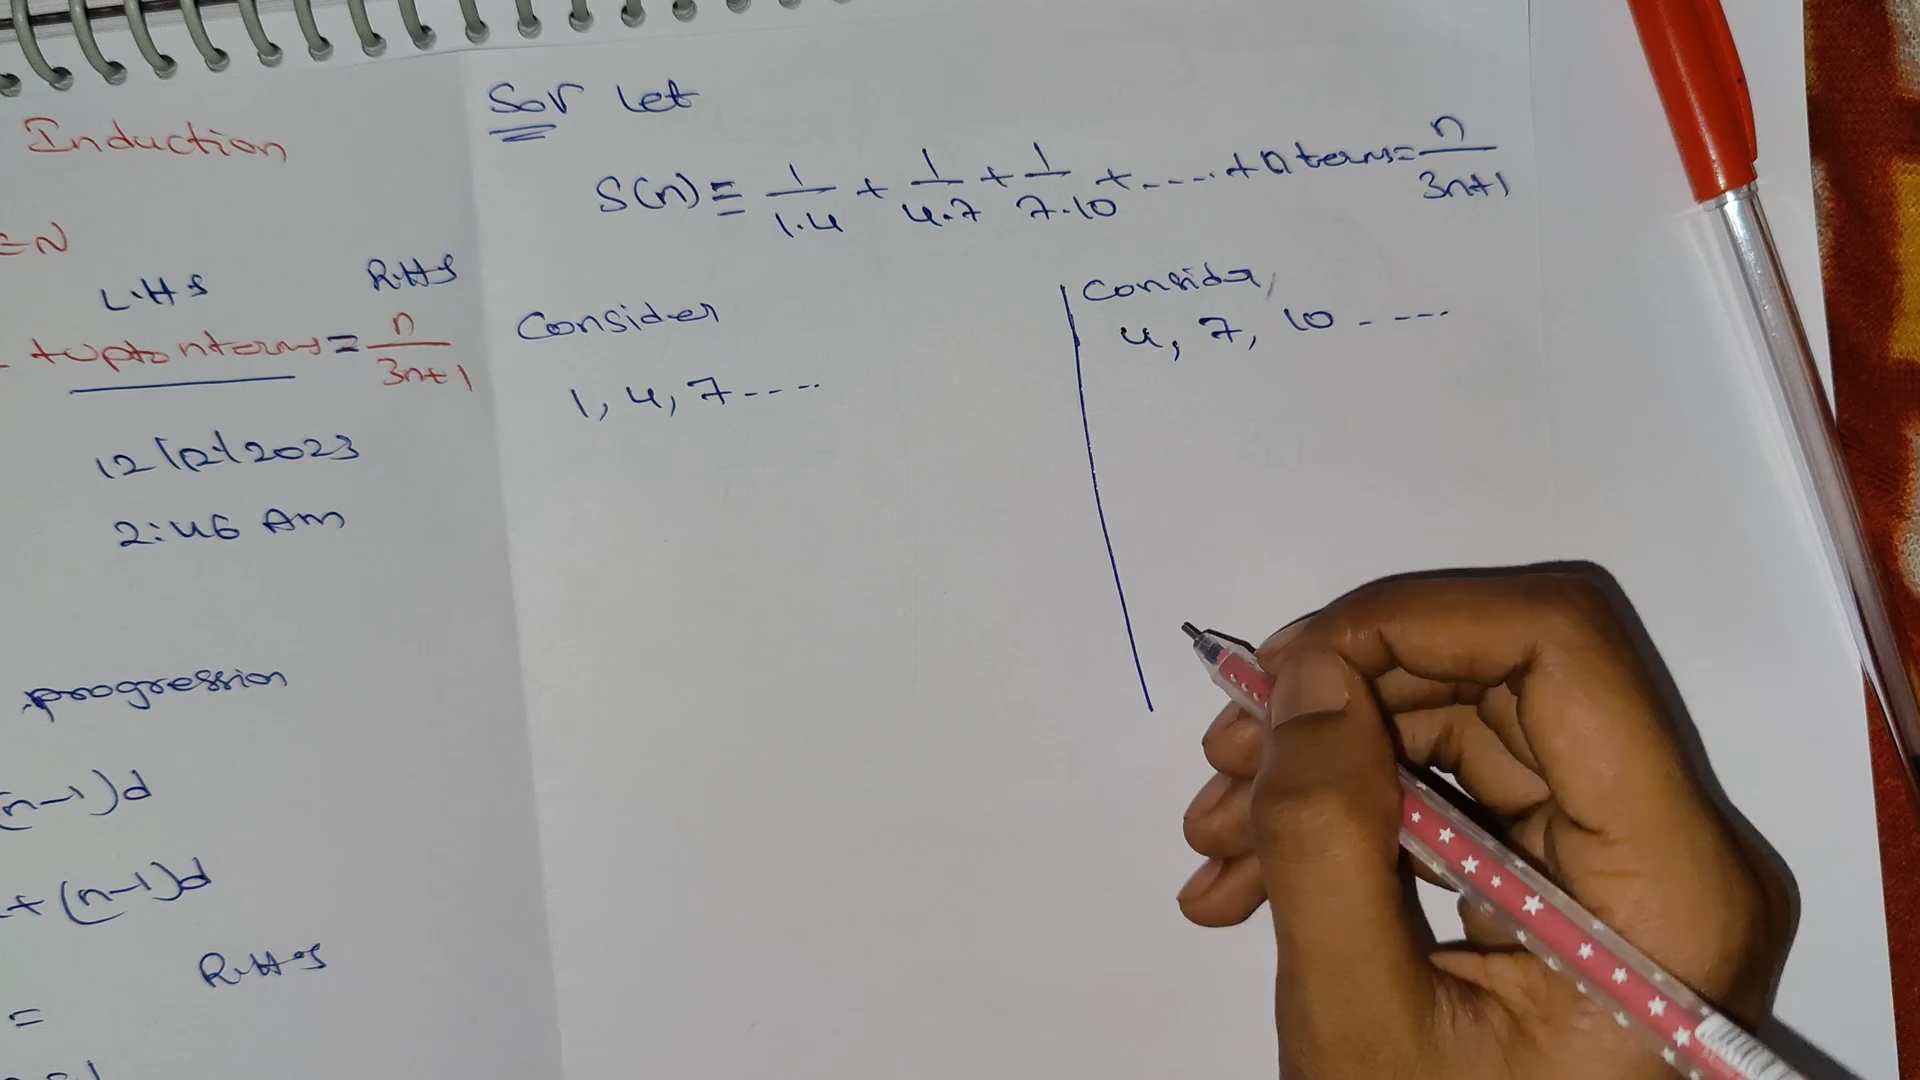 Induction
=N
L.H.S R.H.S
+upto n terms = n/3n+1
12/12/2023
2:46 Am
progression
(n-1)d
+ (n-1)d
R.H.S
=
Sol Let
S(n) ≡ 1/1.4 + 1/4.7 + 1/7.10 + ..... + n terms = n/3n+1
Consider
1, 4, 7 ....
Consider
4, 7, 10 ....